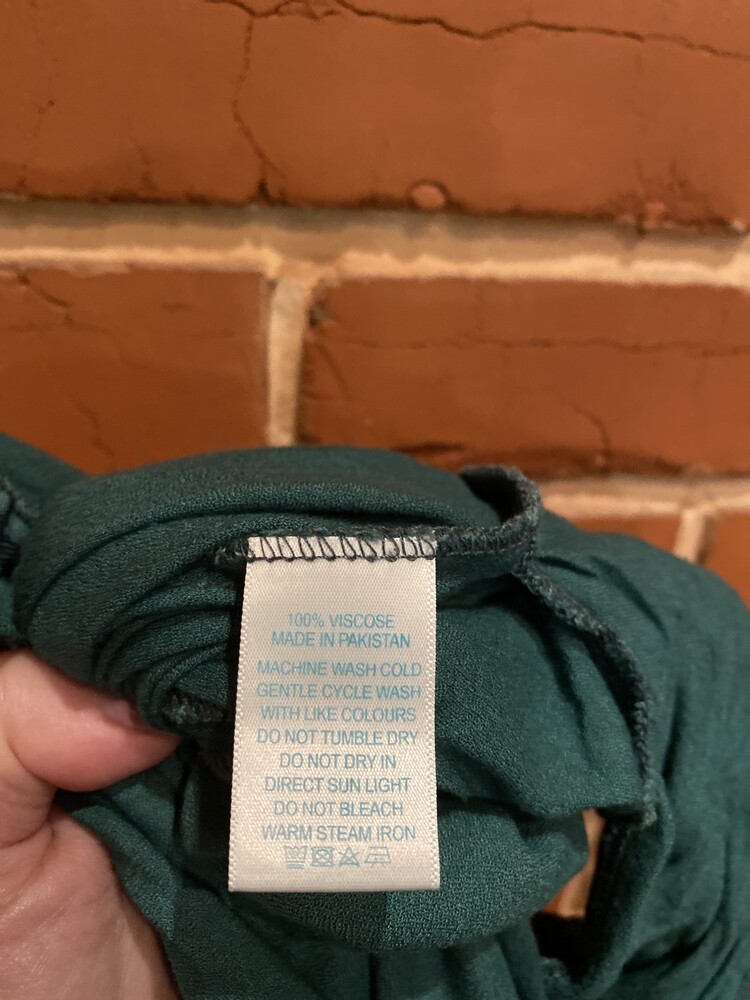 100% VISCOSE
MADE IN PAKISTAN
MACHINE WASH COLD
GENTLE CYCLE WASH
WITH LIKE COLOURS
DO NOT TUMBLE DRY
DO NOT DRY IN
DIRECT SUN LIGHT
DO NOT BLEACH
WARM STEAM IRON